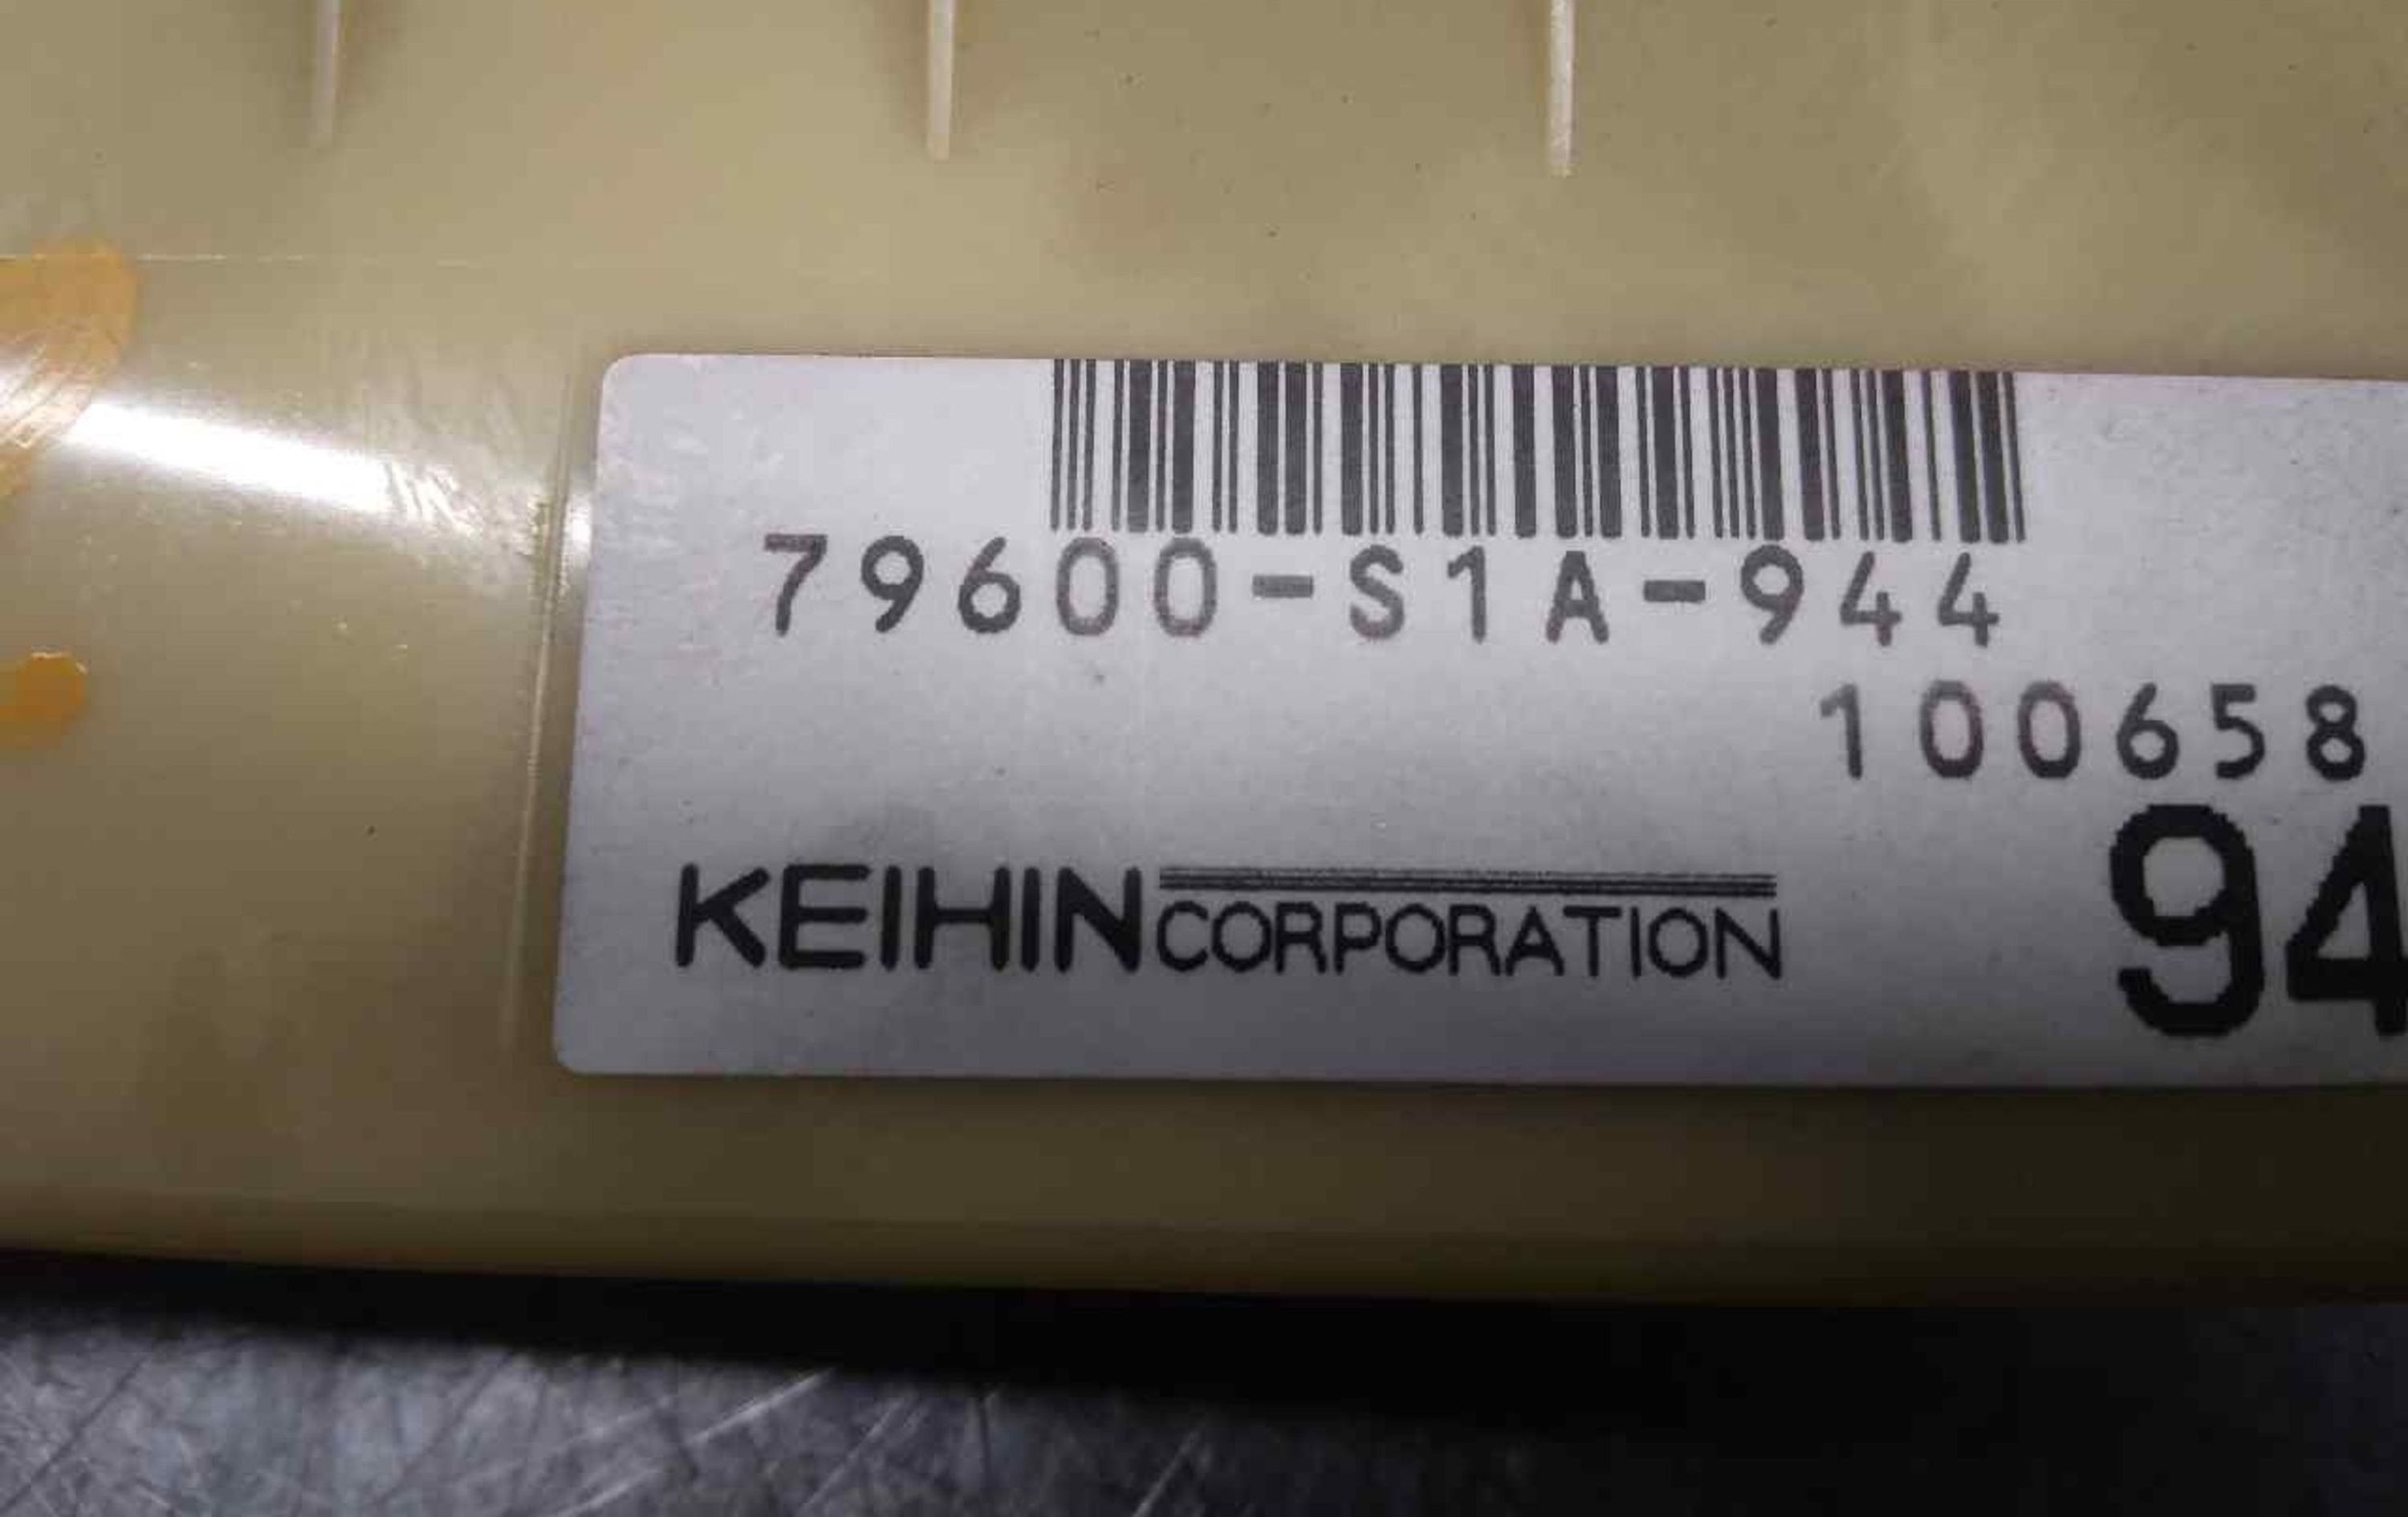 79600-S1A-944
100658
KEIHIN CORPORATION
94